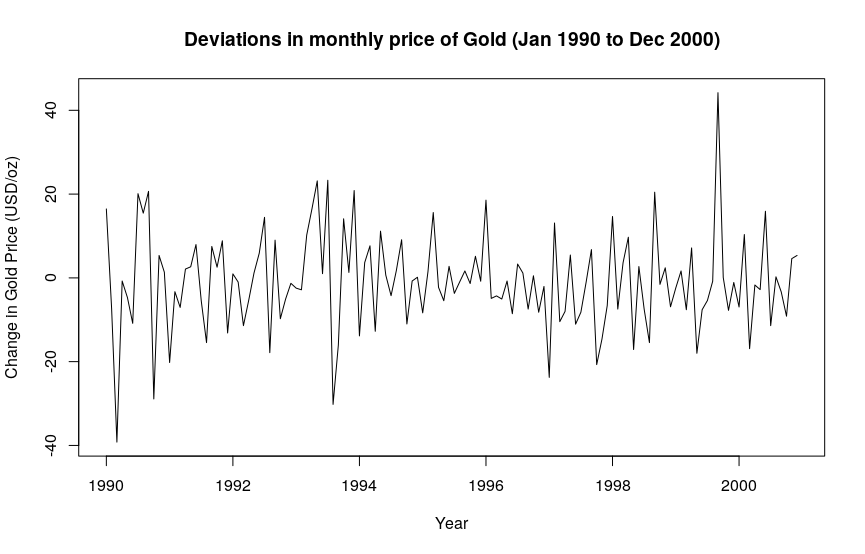 Deviations in monthly price of Gold (Jan 1990 to Dec 2000)
Change In Gold Price (USD/oz)
40
20
0
-20
-40
1990 1992 1994 1996 1998 2000
Year